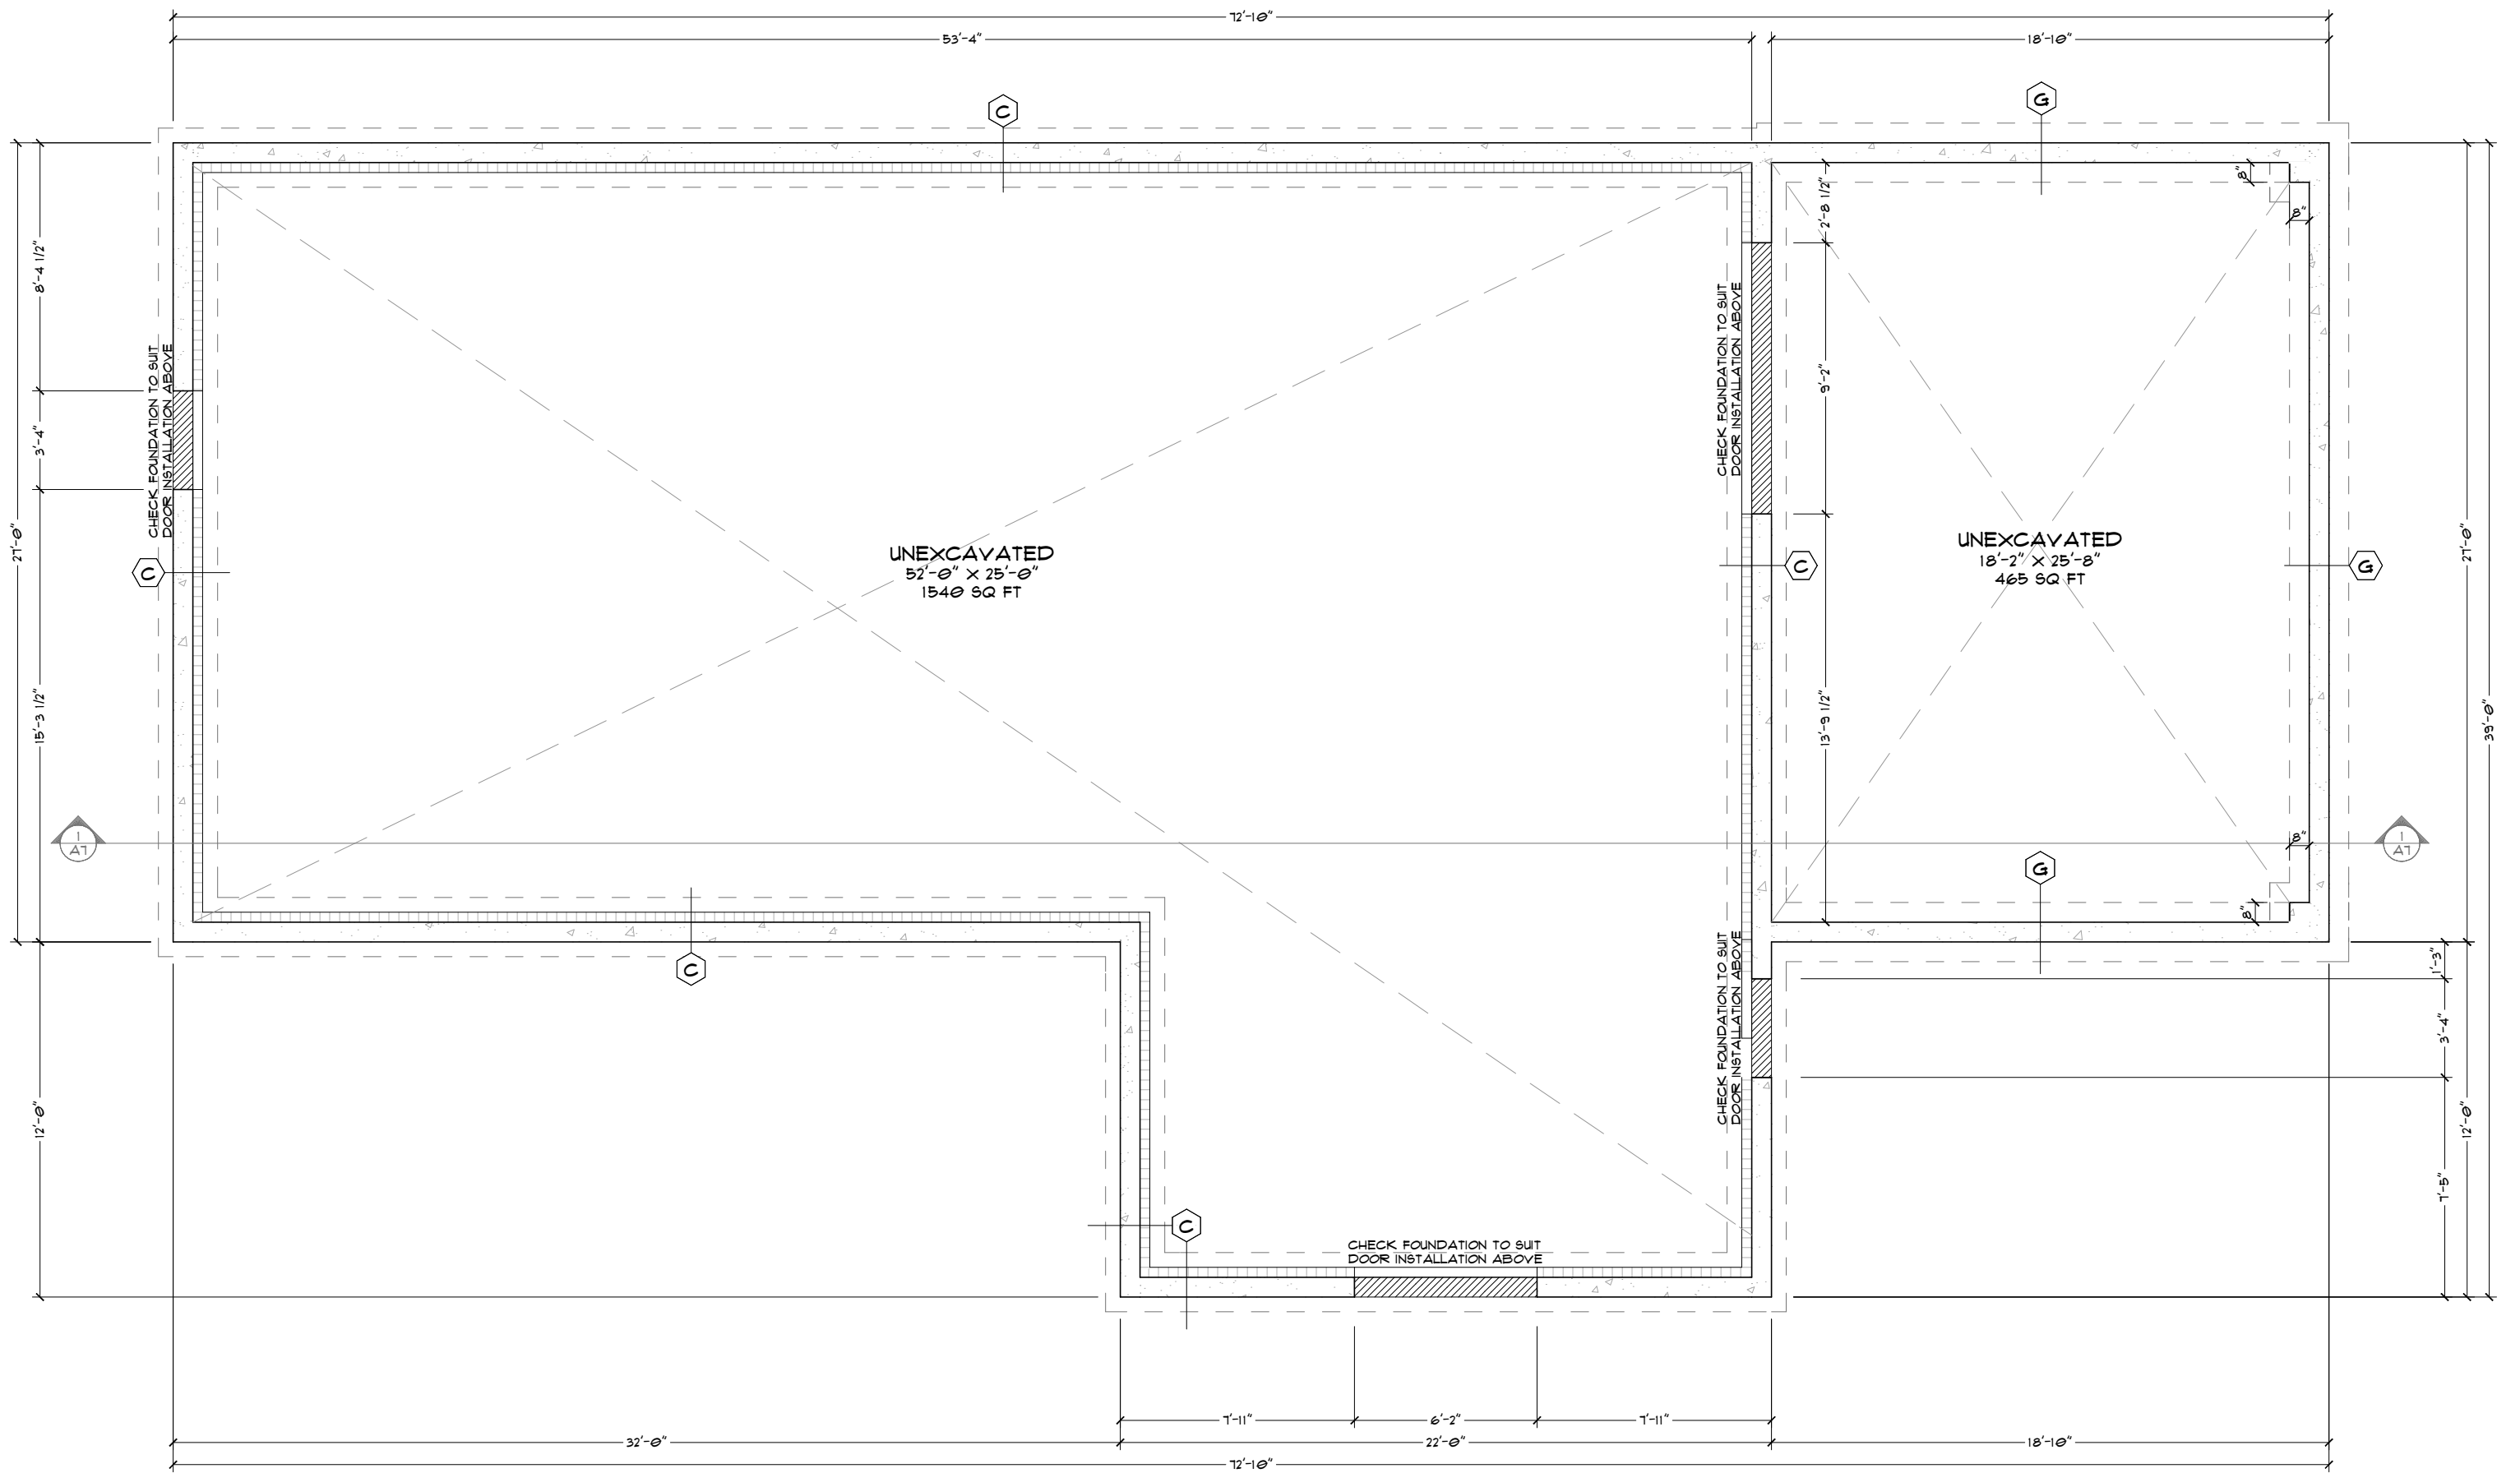 72'-10"
53'-4"
18'-10"
C
G
8"
8"
2'-8 1/2"
8'-4 1/2"
CHECK FOUNDATION TO SUIT
DOOR INSTALLATION ABOVE
CHECK FOUNDATION TO SUIT
DOOR INSTALLATION ABOVE
9'-2"
3'-4"
27'-0"
UNEXCAVATED
52'-0" X 25'-0"
1540 SQ FT
UNEXCAVATED
18'-2" X 25'-8"
465 SQ FT
27'-0"
C
C
G
15'-3 1/2"
13'-9 1/2"
39'-0"
1
A7
8"
1
A7
G
8"
C
CHECK FOUNDATION TO SUIT
DOOR INSTALLATION ABOVE
1'-3"
3'-4"
12'-0"
12'-0"
7'-5"
C
CHECK FOUNDATION TO SUIT
DOOR INSTALLATION ABOVE
7'-11"
6'-2"
7'-11"
32'-0"
22'-0"
18'-10"
72'-10"